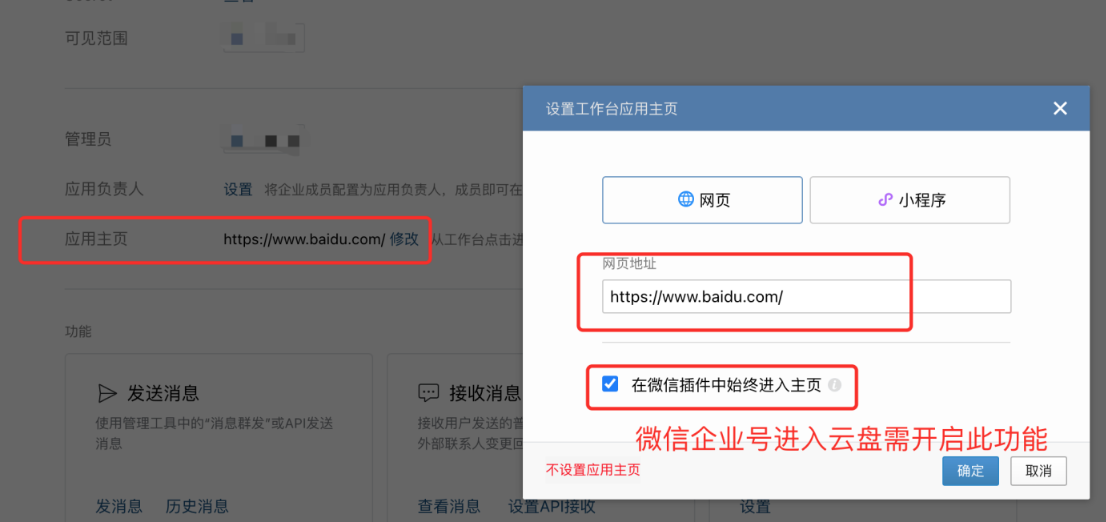 可见范围
管理员
应用负责人 设置 将企业成员配置为应用负责人，成员即可在
应用主页 https://www.baidu.com/ 修改 从工作台点击进
功能
发送消息
使用管理工具中的“消息群发”或API发送
消息
发消息 历史消息
接收消息
接收用户发送的普
外部联系人变更回
查看消息 设置API接收
设置
设置工作台应用主页
网页 小程序
网页地址
https://www.baidu.com/
在微信插件中始终进入主页
微信企业号进入云盘需开启此功能
不设置应用主页 确定 取消